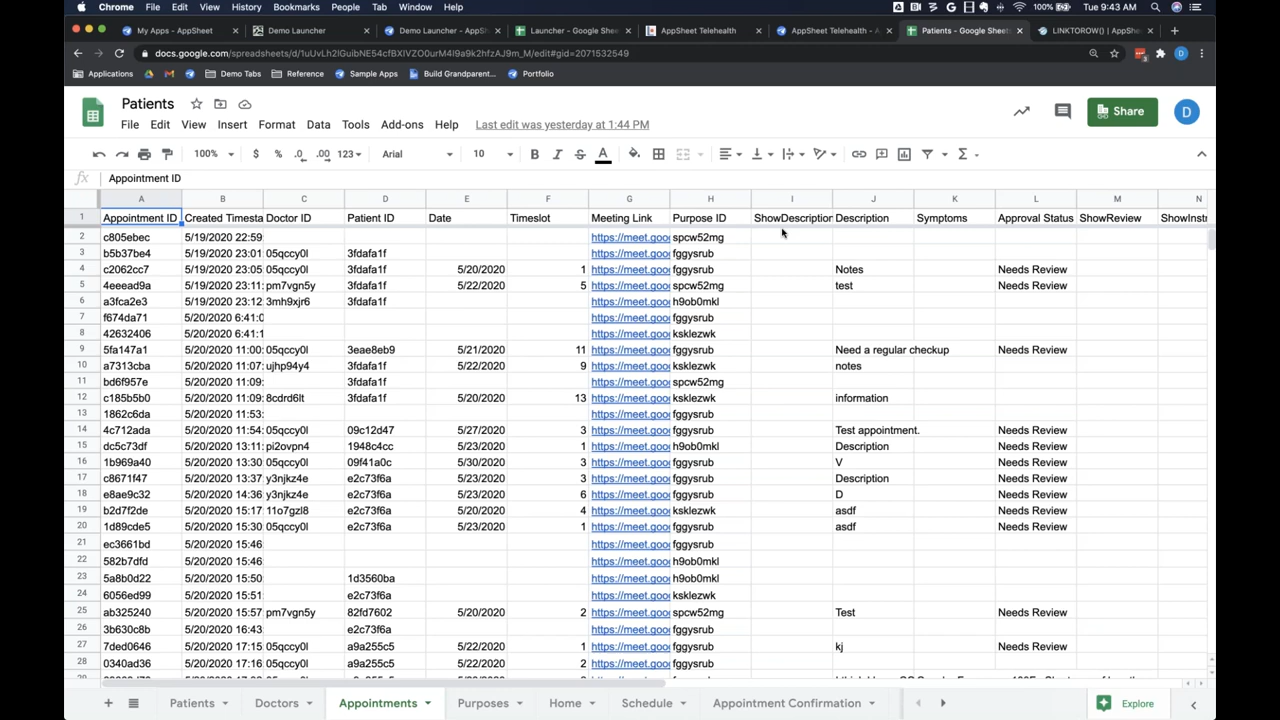 Chrome File Edit View History Bookmarks People Tab Window Help 100% Tue 9:43 AM
My Apps - AppSheet Demo Launcher Demo Launcher - AppSheet Launcher - Google Sheets AppSheet Telehealth AppSheet Telehealth - A Patients - Google Sheets LINKTOROW() | AppSheet
docs.google.com/spreadsheets/d/1uUvLh2lGuibNE54cfBXIVZO0urM4I9a9k2hfzAJ9m_M/edit#gid=2071532549
Applications Demo Tabs Reference Sample Apps Build Grandparent... Portfolio
Patients
File Edit View Insert Format Data Tools Add-ons Help Last edit was yesterday at 1:44 PM
Share D
100% $ % .0 .00 123 Arial 10 B I S A
fx Appointment ID
A B C D E F G H I J K L M N
1 Appointment ID Created Timesta Doctor ID Patient ID Date Timeslot Meeting Link Purpose ID ShowDescription Description Symptoms Approval Status ShowReview ShowInstr
2 c805ebec 5/19/2020 22:59 https://meet.goo spcw52mg
3 b5b37be4 5/19/2020 23:01: 05qccy0l 3fdafa1f https://meet.goo fggysrub
4 c2062cc7 5/19/2020 23:05: 05qccy0l 3fdafa1f 5/20/2020 1 https://meet.goo fggysrub Notes Needs Review
5 4eeead9a 5/19/2020 23:11: pm7vgn5y 3fdafa1f 5/22/2020 5 https://meet.goo spcw52mg test Needs Review
6 a3fca2e3 5/19/2020 23:12: 3mh9xjr6 3fdafa1f https://meet.goo h9ob0mkl
7 f674da71 5/20/2020 6:41:0 https://meet.goo fggysrub
8 42632406 5/20/2020 6:41:1 https://meet.goo ksklezwk
9 5fa147a1 5/20/2020 11:00: 05qccy0l 3eae8eb9 5/21/2020 11 https://meet.goo fggysrub Need a regular checkup Needs Review
10 a7313cba 5/20/2020 11:07: ujhp94y4 3fdafa1f 5/22/2020 9 https://meet.goo ksklezwk notes
11 bd6f957e 5/20/2020 11:09: 3fdafa1f https://meet.goo spcw52mg
12 c185b5b0 5/20/2020 11:09: 8cdrd6lt 3fdafa1f 5/20/2020 13 https://meet.goo ksklezwk information
13 1862c6da 5/20/2020 11:53: https://meet.goo fggysrub
14 4c712ada 5/20/2020 11:54: 05qccy0l 09c12d47 5/27/2020 3 https://meet.goo fggysrub Test appointment. Needs Review
15 dc5c73df 5/20/2020 13:11: pi2ovpn4 1948c4cc 5/23/2020 1 https://meet.goo h9ob0mkl Description Needs Review
16 1b969a40 5/20/2020 13:30: 05qccy0l 09f41a0c 5/30/2020 3 https://meet.goo fggysrub V Needs Review
17 c8671f47 5/20/2020 13:37: y3njkz4e e2c73f6a 5/23/2020 3 https://meet.goo fggysrub Description Needs Review
18 e8ae9c32 5/20/2020 14:36: y3njkz4e e2c73f6a 5/23/2020 6 https://meet.goo fggysrub D Needs Review
19 b2d7f2de 5/20/2020 15:17: 11o7gzl8 e2c73f6a 5/20/2020 4 https://meet.goo ksklezwk asdf Needs Review
20 1d89cde5 5/20/2020 15:30: 05qccy0l e2c73f6a 5/23/2020 1 https://meet.goo fggysrub asdf Needs Review
21 ec3661bd 5/20/2020 15:46: https://meet.goo fggysrub
22 582b7dfd 5/20/2020 15:46: https://meet.goo h9ob0mkl
23 5a8b0d22 5/20/2020 15:50: 1d3560ba https://meet.goo h9ob0mkl
24 6056ed99 5/20/2020 15:51: e2c73f6a https://meet.goo ksklezwk
25 ab325240 5/20/2020 15:57: pm7vgn5y 82fd7602 5/20/2020 2 https://meet.goo spcw52mg Test Needs Review
26 3b630c8b 5/20/2020 16:43: e2c73f6a https://meet.goo fggysrub
27 7ded0646 5/20/2020 17:15: 05qccy0l a9a255c5 5/22/2020 1 https://meet.goo fggysrub kj Needs Review
28 0340ad36 5/20/2020 17:16: 05qccy0l a9a255c5 5/22/2020 2 https://meet.goo fggysrub
Patients Doctors Appointments Purposes Home Schedule Appointment Confirmation Explore